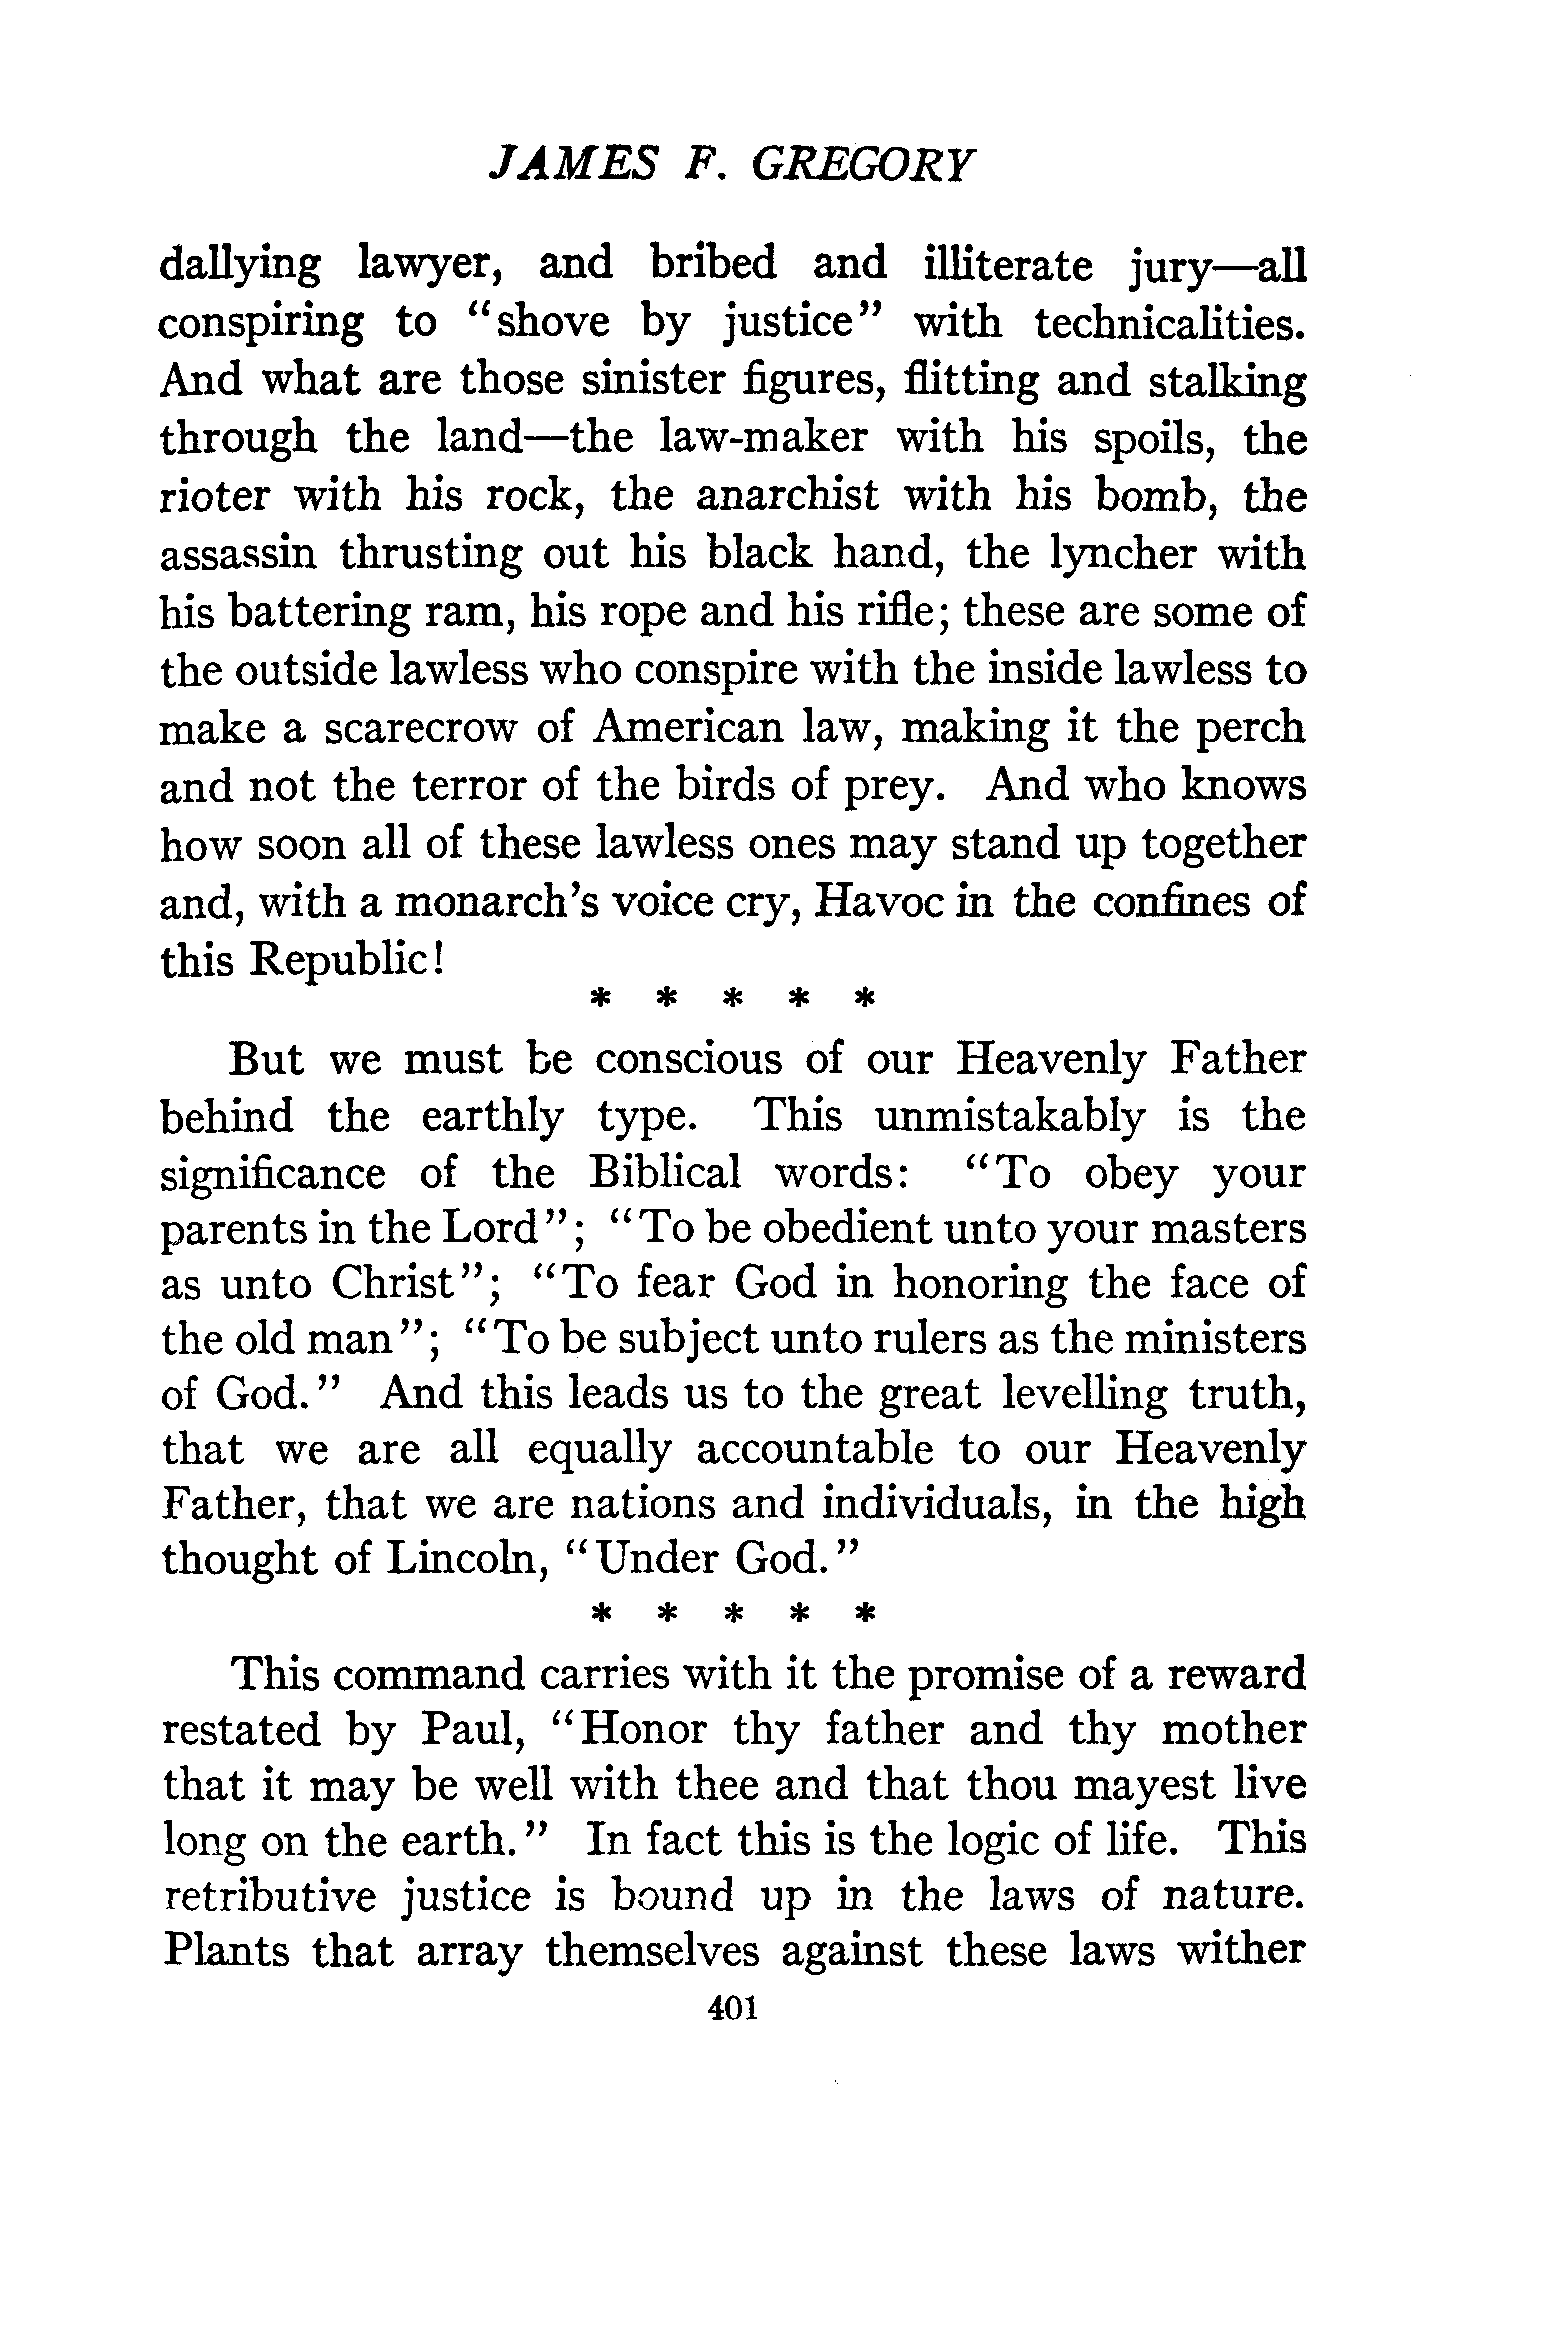 JAMES F. GREGORY
dallying lawyer, and bribed and illiterate jury—all
conspiring to "shove by justice" with technicalities.
And what are those sinister figures, flitting and stalking
through the land—the law-maker with his spoils, the
rioter with his rock, the anarchist with his bomb, the
assassin thrusting out his black hand, the lyncher with
his battering ram, his rope and his rifle; these are some of
the outside lawless who conspire with the inside lawless to
make a scarecrow of American law, making it the perch
and not the terror of the birds of prey. And who knows
how soon all of these lawless ones may stand up together
and, with a monarch's voice cry, Havoc in the confines of
this Republic!
* * * * *
But we must be conscious of our Heavenly Father
behind the earthly type. This unmistakably is the
significance of the Biblical words: "To obey your
parents in the Lord"; "To be obedient unto your masters
as unto Christ"; "To fear God in honoring the face of
the old man"; "To be subject unto rulers as the ministers
of God." And this leads us to the great levelling truth,
that we are all equally accountable to our Heavenly
Father, that we are nations and individuals, in the high
thought of Lincoln, "Under God."
* * * * *
This command carries with it the promise of a reward
restated by Paul, "Honor thy father and thy mother
that it may be well with thee and that thou mayest live
long on the earth." In fact this is the logic of life. This
retributive justice is bound up in the laws of nature.
Plants that array themselves against these laws wither
401